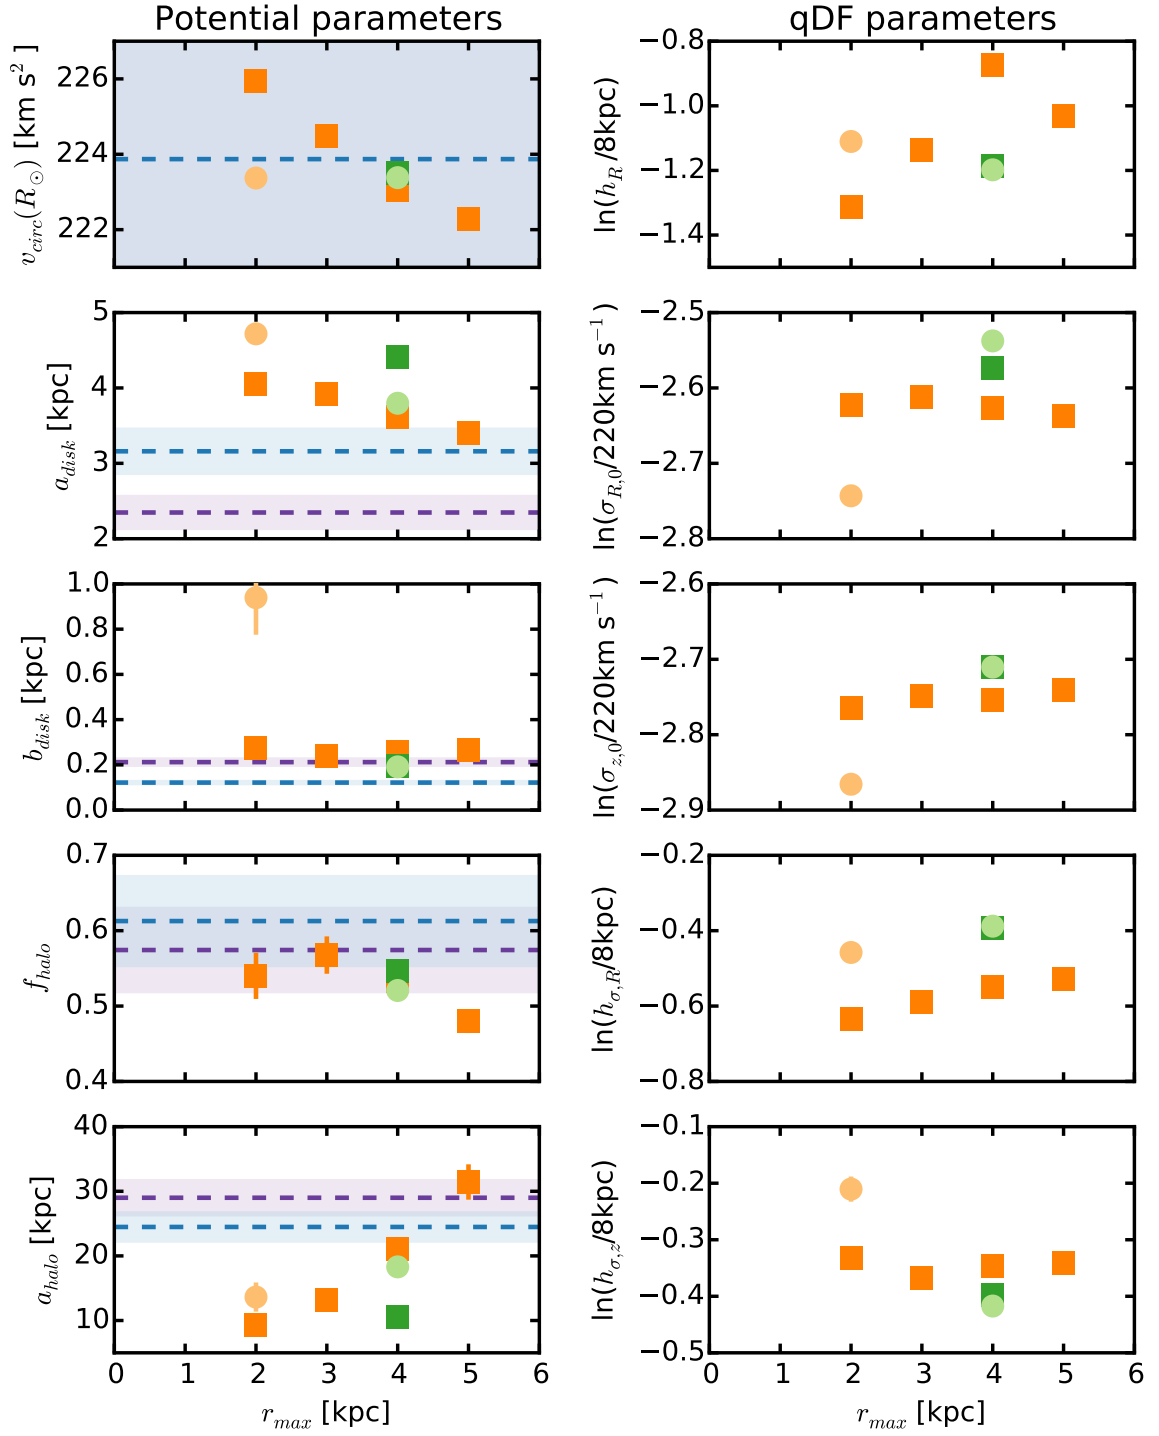 Potential parameters
qDF parameters
v_circ(R_⊙) [km s²]
226
224
222
ln(h_R/8kpc)
−0.8
−1.0
−1.2
−1.4
a_disk [kpc]
5
4
3
2
ln(σ_R,0/220km s⁻¹)
−2.5
−2.6
−2.7
−2.8
b_disk [kpc]
1.0
0.8
0.6
0.4
0.2
0.0
ln(σ_z,0/220km s⁻¹)
−2.6
−2.7
−2.8
−2.9
f_halo
0.7
0.6
0.5
0.4
ln(h_σ,R/8kpc)
−0.2
−0.4
−0.6
−0.8
a_halo [kpc]
40
30
20
10
ln(h_σ,z/8kpc)
−0.1
−0.2
−0.3
−0.4
−0.5
0 1 2 3 4 5 6
0 1 2 3 4 5 6
r_max [kpc]
r_max [kpc]